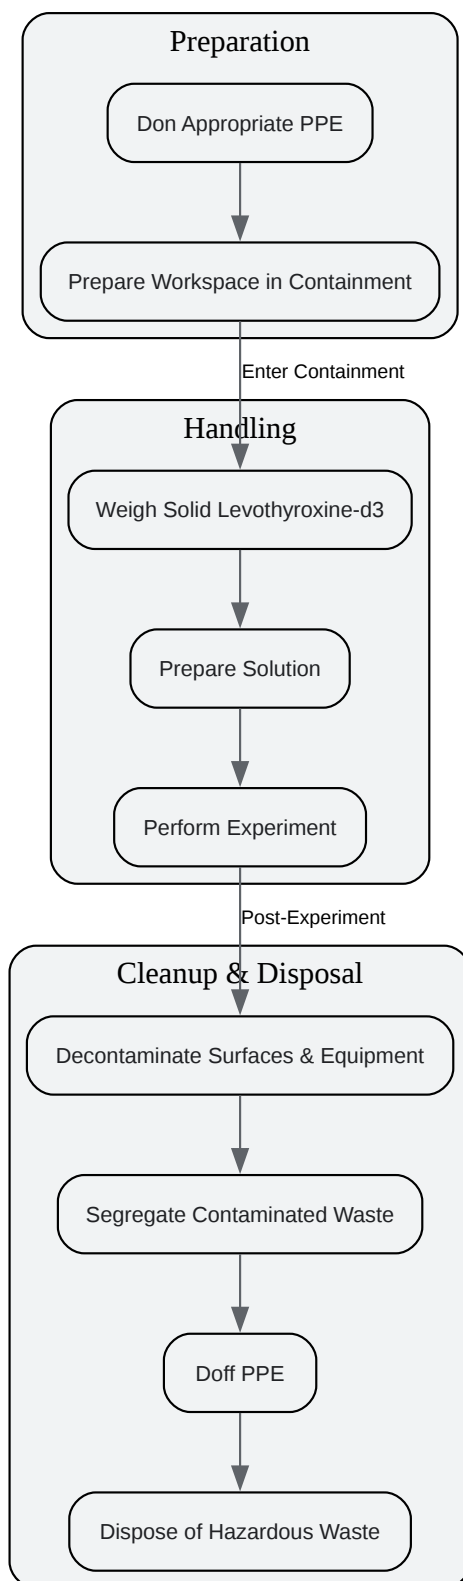 Preparation
Don Appropriate PPE
Prepare Workspace in Containment
Enter Containment
Handling
Weigh Solid Levothyroxine-d3
Prepare Solution
Perform Experiment
Post-Experiment
Cleanup & Disposal
Decontaminate Surfaces & Equipment
Segregate Contaminated Waste
Doff PPE
Dispose of Hazardous Waste